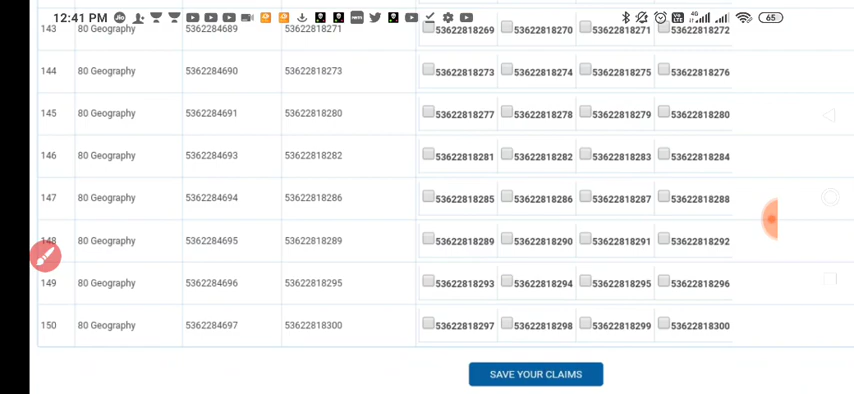 12:41 PM 65
143 80 Geography 5362284689 53622818271 53622818269 53622818270 53622818271 53622818272
144 80 Geography 5362284690 53622818273 53622818273 53622818274 53622818275 53622818276
145 80 Geography 5362284691 53622818280 53622818277 53622818278 53622818279 53622818280
146 80 Geography 5362284693 53622818282 53622818281 53622818282 53622818283 53622818284
147 80 Geography 5362284694 53622818286 53622818285 53622818286 53622818287 53622818288
148 80 Geography 5362284695 53622818289 53622818289 53622818290 53622818291 53622818292
149 80 Geography 5362284696 53622818295 53622818293 53622818294 53622818295 53622818296
150 80 Geography 5362284697 53622818300 53622818297 53622818298 53622818299 53622818300
SAVE YOUR CLAIMS